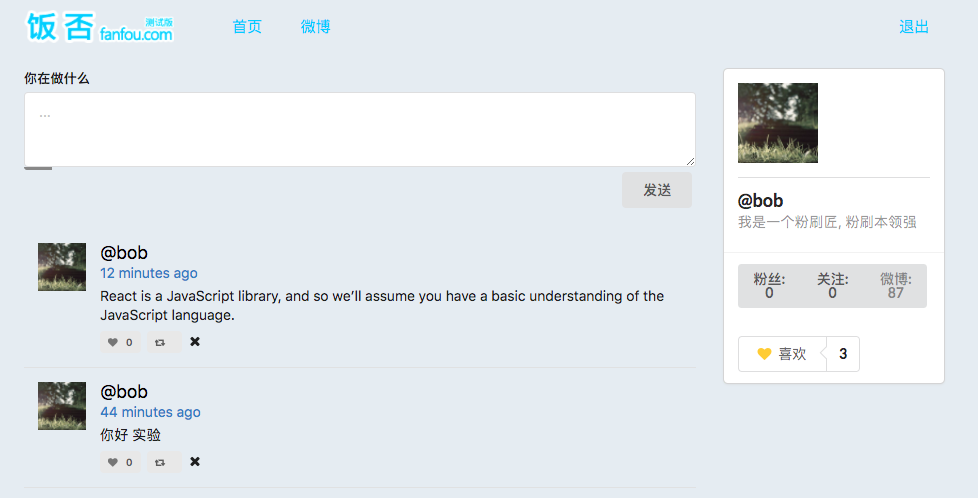 饭否 测试版 fanfou.com 首页 微博 退出
你在做什么
...
发送
@bob
12 minutes ago
React is a JavaScript library, and so we’ll assume you have a basic understanding of the
JavaScript language.
0
@bob
44 minutes ago
你好 实验
0
@bob
我是一个粉刷匠, 粉刷本领强
粉丝: 关注: 微博:
0 0 87
喜欢 3